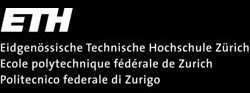 ETH
Eidgenössische Technische Hochschule Zürich
Ecole polytechnique fédérale de Zurich
Politecnico federale di Zurigo